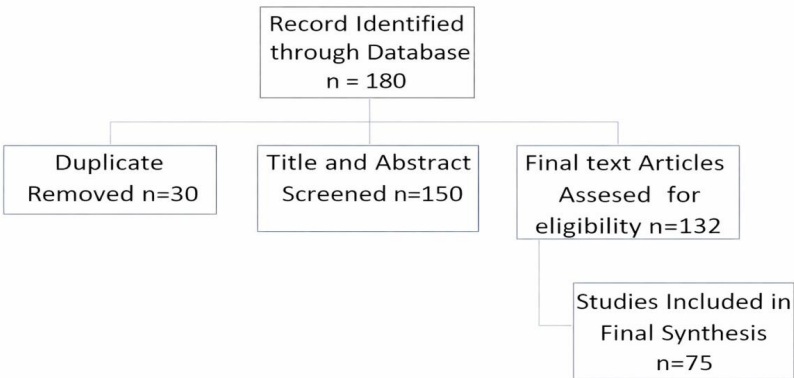 Record Identified
through Database
n = 180
Duplicate
Removed n=30
Title and Abstract
Screened n=150
Final text Articles
Assesed for
eligibility n=132
Studies Included in
Final Synthesis
n=75